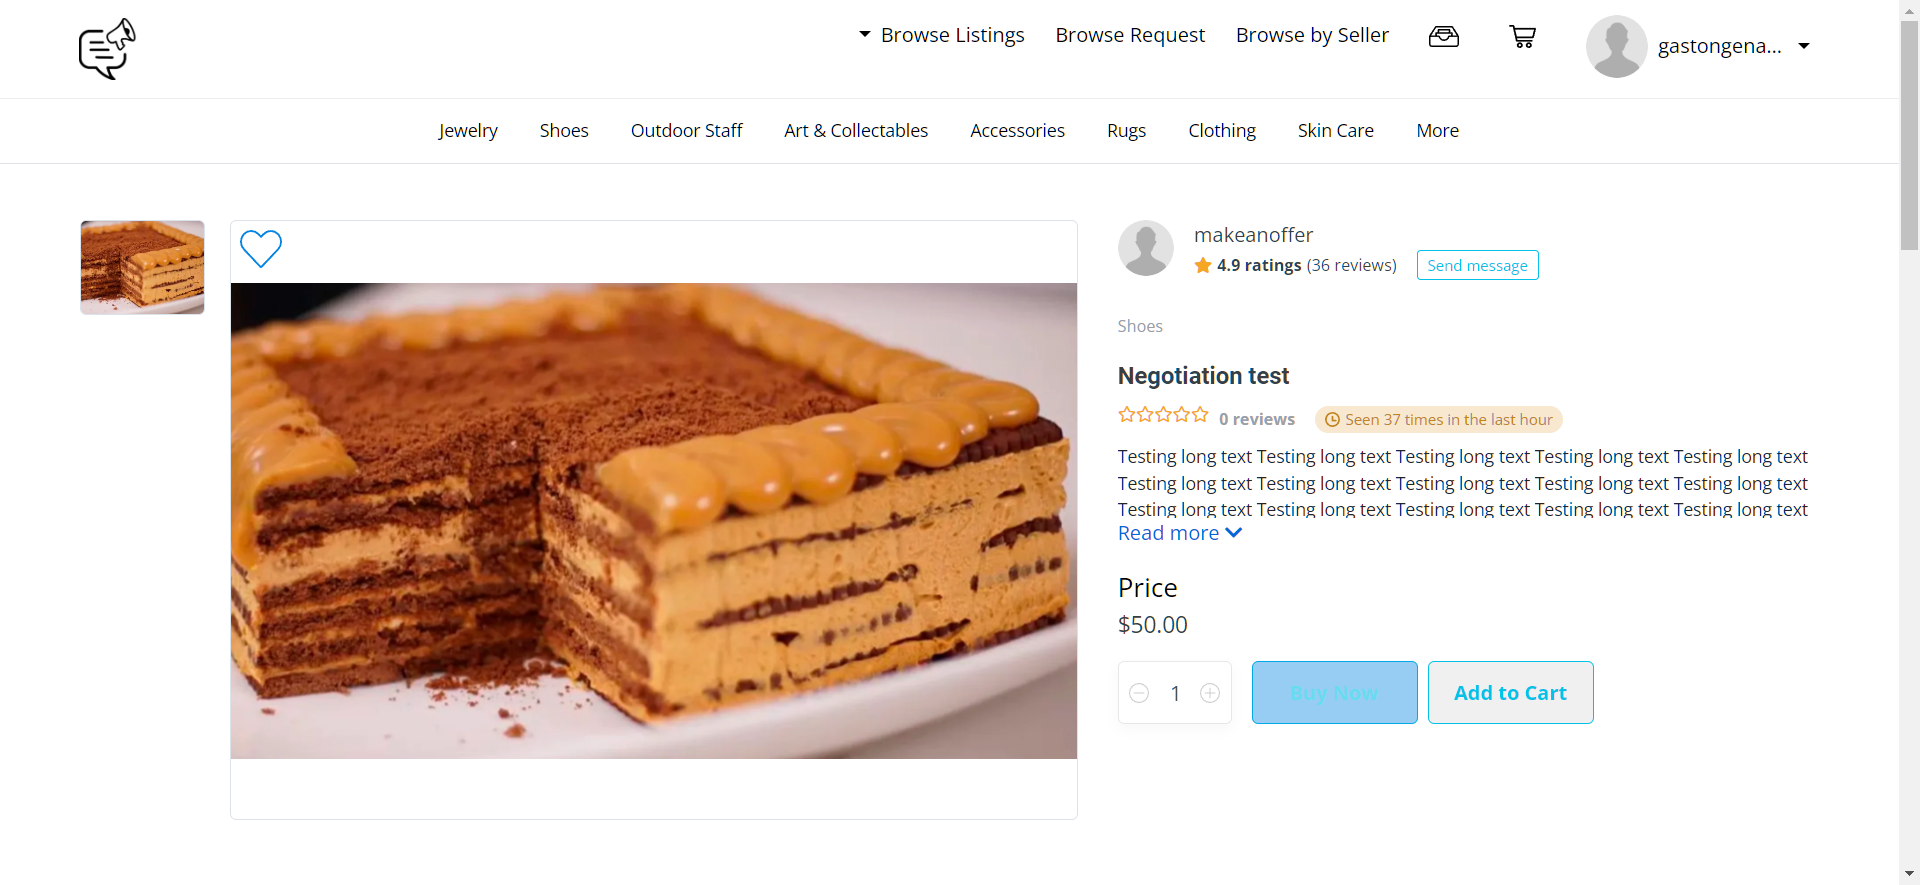 Browse Listings Browse Request Browse by Seller gastongena...
Jewelry Shoes Outdoor Staff Art & Collectables Accessories Rugs Clothing Skin Care More
makeanoffer
4.9 ratings (36 reviews) Send message
Shoes
Negotiation test
0 reviews Seen 37 times in the last hour
Testing long text Testing long text Testing long text Testing long text Testing long text
Testing long text Testing long text Testing long text Testing long text Testing long text
Testing long text Testing long text Testing long text Testing long text Testing long text
Read more
Price
$50.00
1 Buy Now Add to Cart